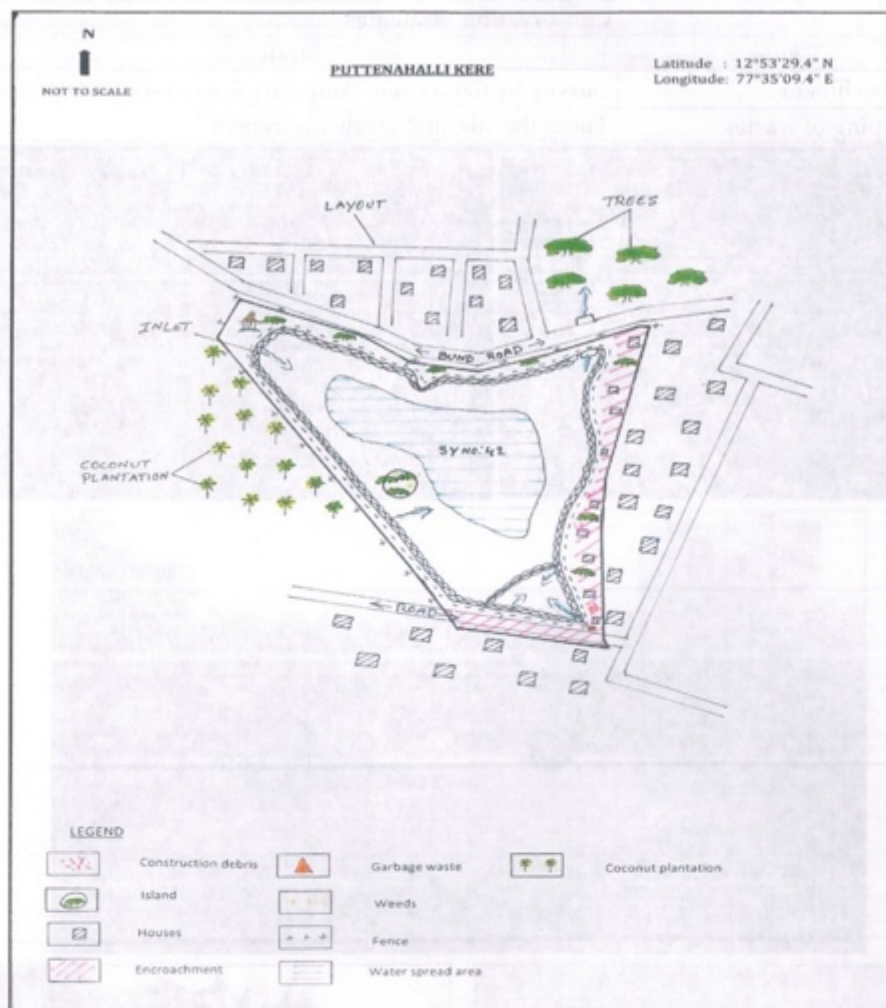 N
NOT TO SCALE
PUTTENAHALLI KERE
Latitude : 12°53'29.4" N
Longitude: 77°35'09.4" E
LAYOUT
TREES
INLET
BUND ROAD
SY NO: 42
COCONUT
PLANTATION
ROAD
LEGEND
Construction debris
Garbage waste
Coconut plantation
Island
Weeds
Houses
Fence
Encroachment
Water spread area